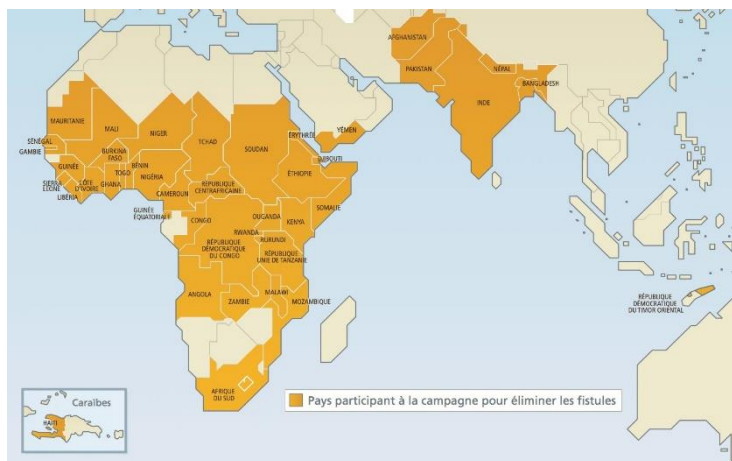 AFGHANISTAN
PAKISTAN
NÉPAL
BANGLADESH
INDE
MAURITANIE
MALI
NIGER
TCHAD
SOUDAN
ERYTHRÉE
YÉMEN
DJIBOUTI
SÉNÉGAL
GAMBIE
GUINÉE
SIERRA
LEONE
LIBÉRIA
CÔTE
D'IVOIRE
BURKINA
FASO
GHANA
TOGO
BÉNIN
NIGÉRIA
CAMEROUN
RÉPUBLIQUE
CENTRAFRICAINE
ÉTHIOPIE
SOMALIE
GUINÉE
ÉQUATORIALE
CONGO
OUGANDA
KENYA
RWANDA
BURUNDI
RÉPUBLIQUE
DÉMOCRATIQUE
DU CONGO
RÉPUBLIQUE
UNIE DE TANZANIE
ANGOLA
ZAMBIE
MALAWI
MOZAMBIQUE
RÉPUBLIQUE
DÉMOCRATIQUE
DU TIMOR ORIENTAL
AFRIQUE
DU SUD
Caraïbes
HAÏTI
Pays participant à la campagne pour éliminer les fistules